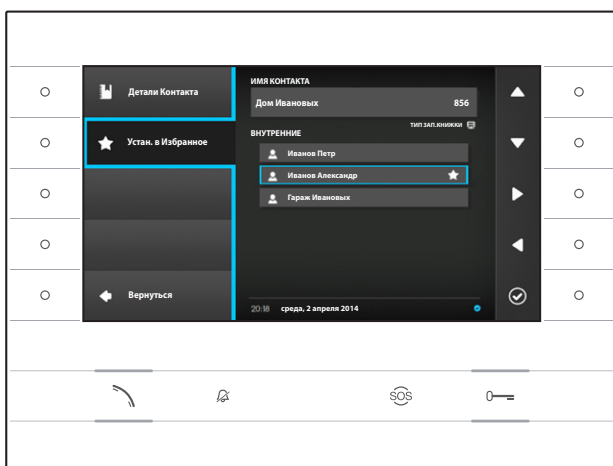 Детали Контакта
Устан. в Избранное
Вернуться
ИМЯ КОНТАКТА
Дом Ивановых 856
ТИП ЗАП.КНИЖКИ
ВНУТРЕННИЕ
Иванов Петр
Иванов Александр
Гараж Ивановых
20:18 среда, 2 апреля 2014
SOS